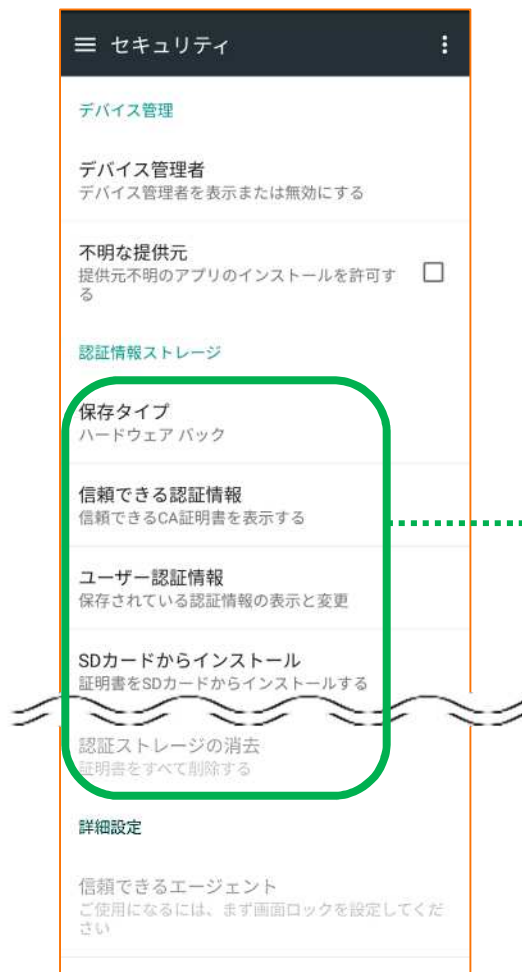 セキュリティ
デバイス管理
デバイス管理者
デバイス管理者を表示または無効にする
不明な提供元
提供元不明のアプリのインストールを許可す
る
認証情報ストレージ
保存タイプ
ハードウェア バック
信頼できる認証情報
信頼できるCA証明書を表示する
ユーザー認証情報
保存されている認証情報の表示と変更
SDカードからインストール
証明書をSDカードからインストールする
認証ストレージの消去
証明書をすべて削除する
詳細設定
信頼できるエージェント
ご使用になるには、まず画面ロックを設定してくだ
さい